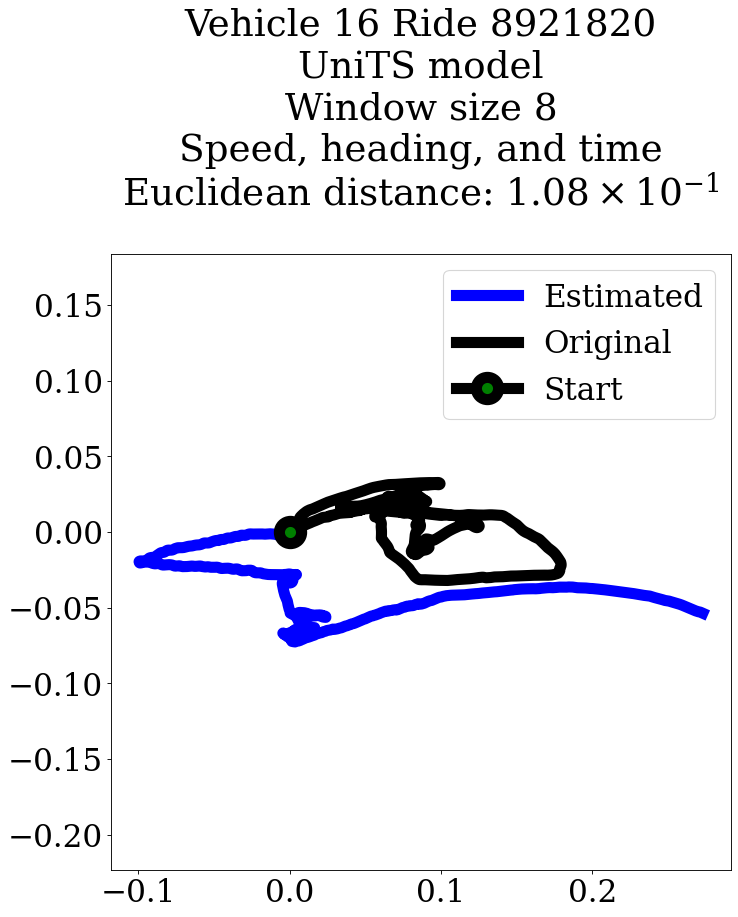 Vehicle 16 Ride 8921820
UniTS model
Window size 8
Speed, heading, and time
Euclidean distance: 1.08 × 10⁻¹
Estimated
Original
Start
0.15
0.10
0.05
0.00
−0.05
−0.10
−0.15
−0.20
−0.1 0.0 0.1 0.2